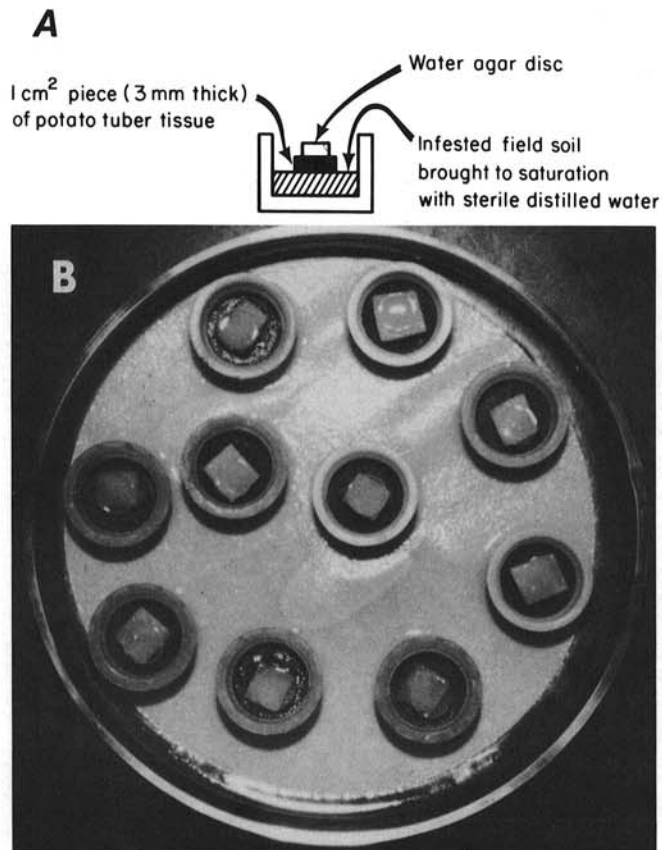 A
1 cm² piece (3 mm thick)
of potato tuber tissue
Water agar disc
Infested field soil
brought to saturation
with sterile distilled water
B